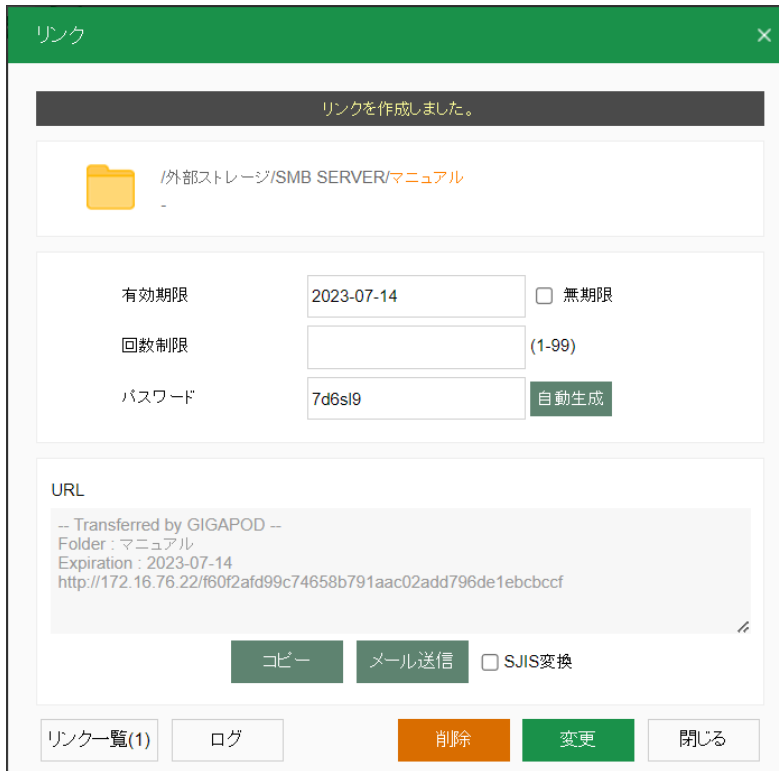 リンク ×
リンクを作成しました。
/外部ストレージ/SMB SERVER/マニュアル
-
有効期限 2023-07-14 無期限
回数制限 (1-99)
パスワード 7d6sl9 自動生成
URL
-- Transferred by GIGAPOD --
Folder : マニュアル
Expiration : 2023-07-14
http://172.16.76.22/f60f2afd99c74658b791aac02add796de1ebcbccf
コピー メール送信 SJIS変換
リンク一覧(1) ログ 削除 変更 閉じる